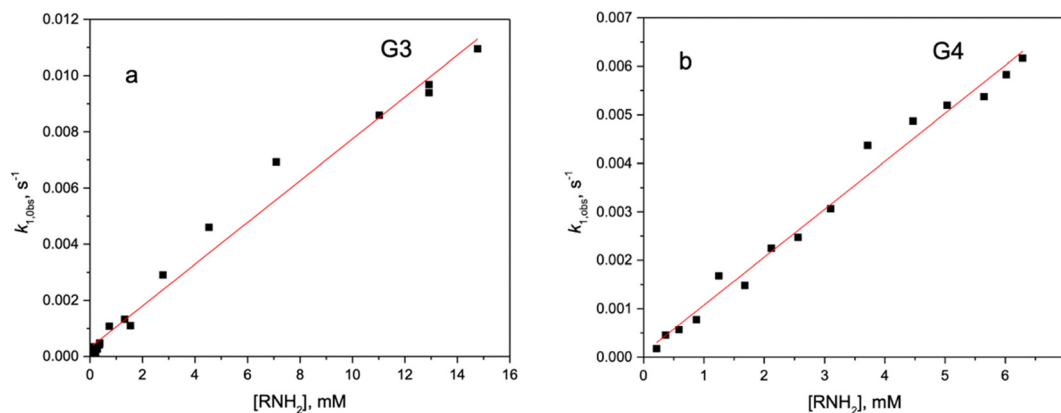 0.012
0.010
0.008
0.006
0.004
0.002
0.000
k1,0bs, s-1
a
G3
0 2 4 6 8 10 12 14 16
[RNH2], mM
0.007
0.006
0.005
0.004
0.003
0.002
0.001
0.000
k1,obs, s-1
b
G4
0 1 2 3 4 5 6
[RNH2], mM